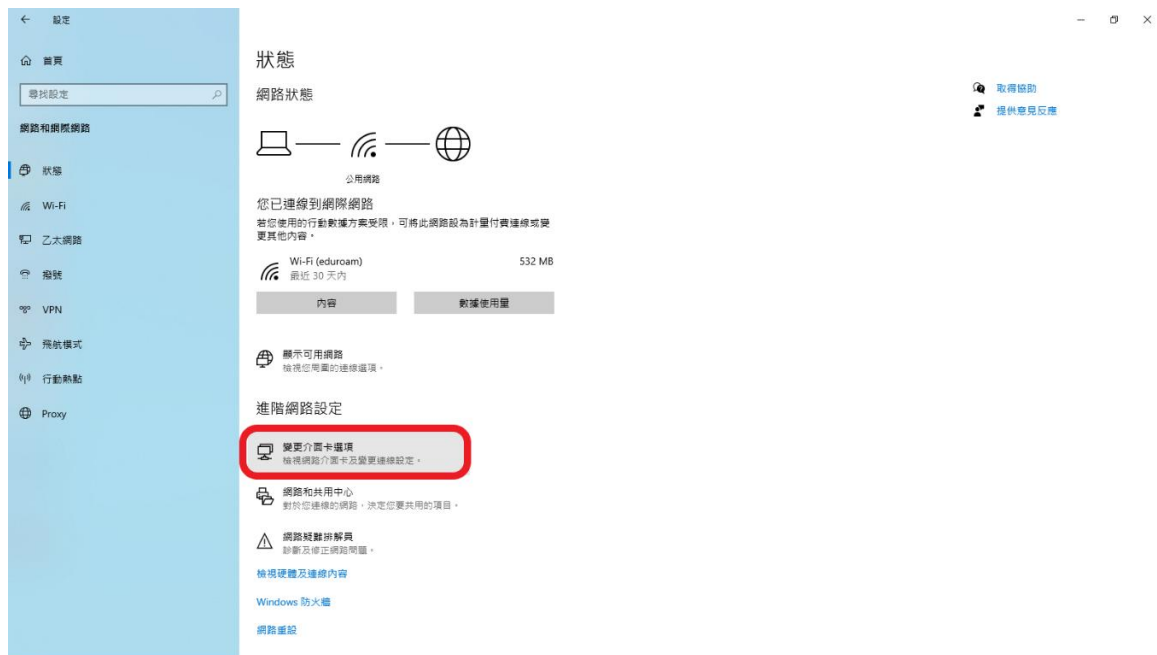 設定
首頁
尋找設定
網路和網際網路
狀態
Wi-Fi
乙太網路
撥號
VPN
飛航模式
行動熱點
Proxy
狀態
網路狀態
公用網路
您已連線到網際網路
若您使用的行動數據方案受限，可將此網路設為計量付費連線或變
更其他內容。
Wi-Fi (eduroam) 532 MB
最近 30 天內
內容 數據使用量
顯示可用網路
檢視您周圍的連線選項。
進階網路設定
變更介面卡選項
檢視網路介面卡及變更連線設定。
網路和共用中心
對於您連線的網路，決定您要共用的項目。
網路疑難排解員
診斷及修正網路問題。
檢視硬體及連線內容
Windows 防火牆
網路重設
取得協助
提供意見反應